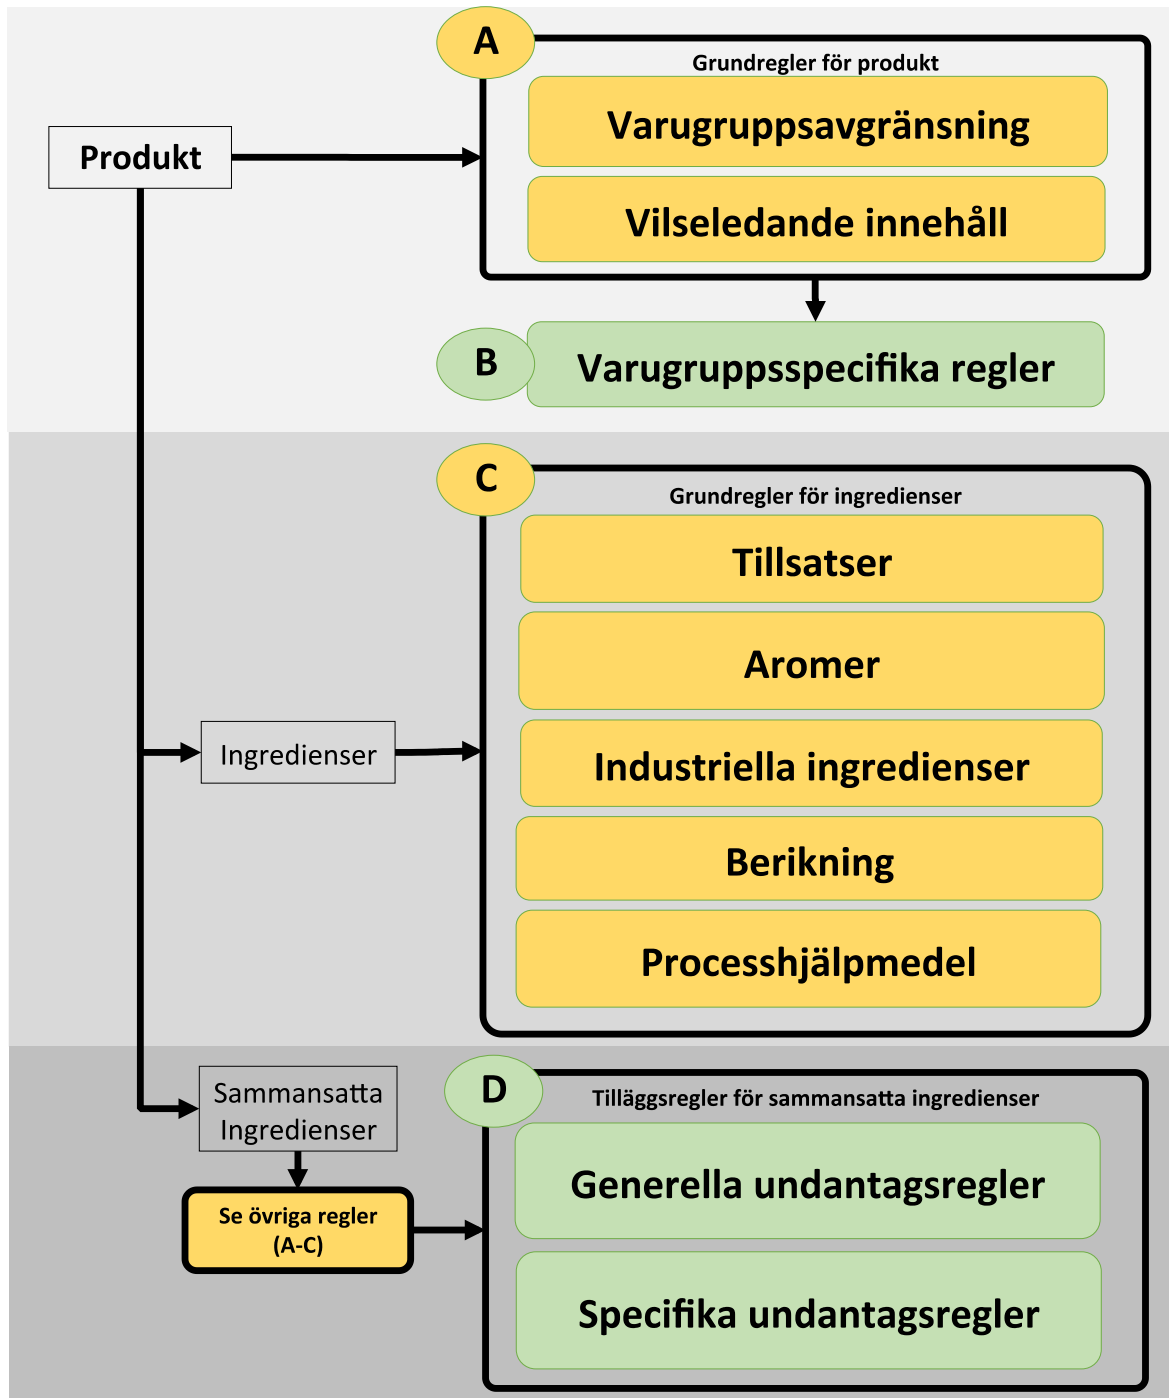 A
Grundregler för produkt
Varugruppsavgränsning
Produkt
Vilseledande innehåll
B
Varugruppsspecifika regler
C
Grundregler för ingredienser
Tillsatser
Aromer
Ingredienser
Industriella ingredienser
Berikning
Processhjälpmedel
Sammansatta
Ingredienser
D
Tilläggsregler för sammansatta ingredienser
Generella undantagsregler
Se övriga regler
(A-C)
Specifika undantagsregler